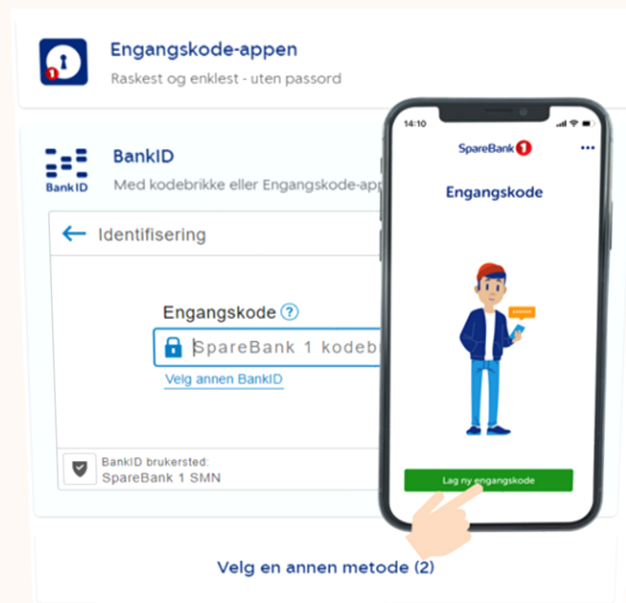 Engangskode-appen
Raskest og enklest - uten passord
BankID
BankID
Med kodebrikke eller Engangskode-ap
Identifisering
Engangskode ?
SpareBank 1 kodeb
Velg annen BankID
BankID brukersted:
SpareBank 1 SMN
Velg en annen metode (2)
14:10
SpareBank 1
Engangskode
Lag ny engangskode